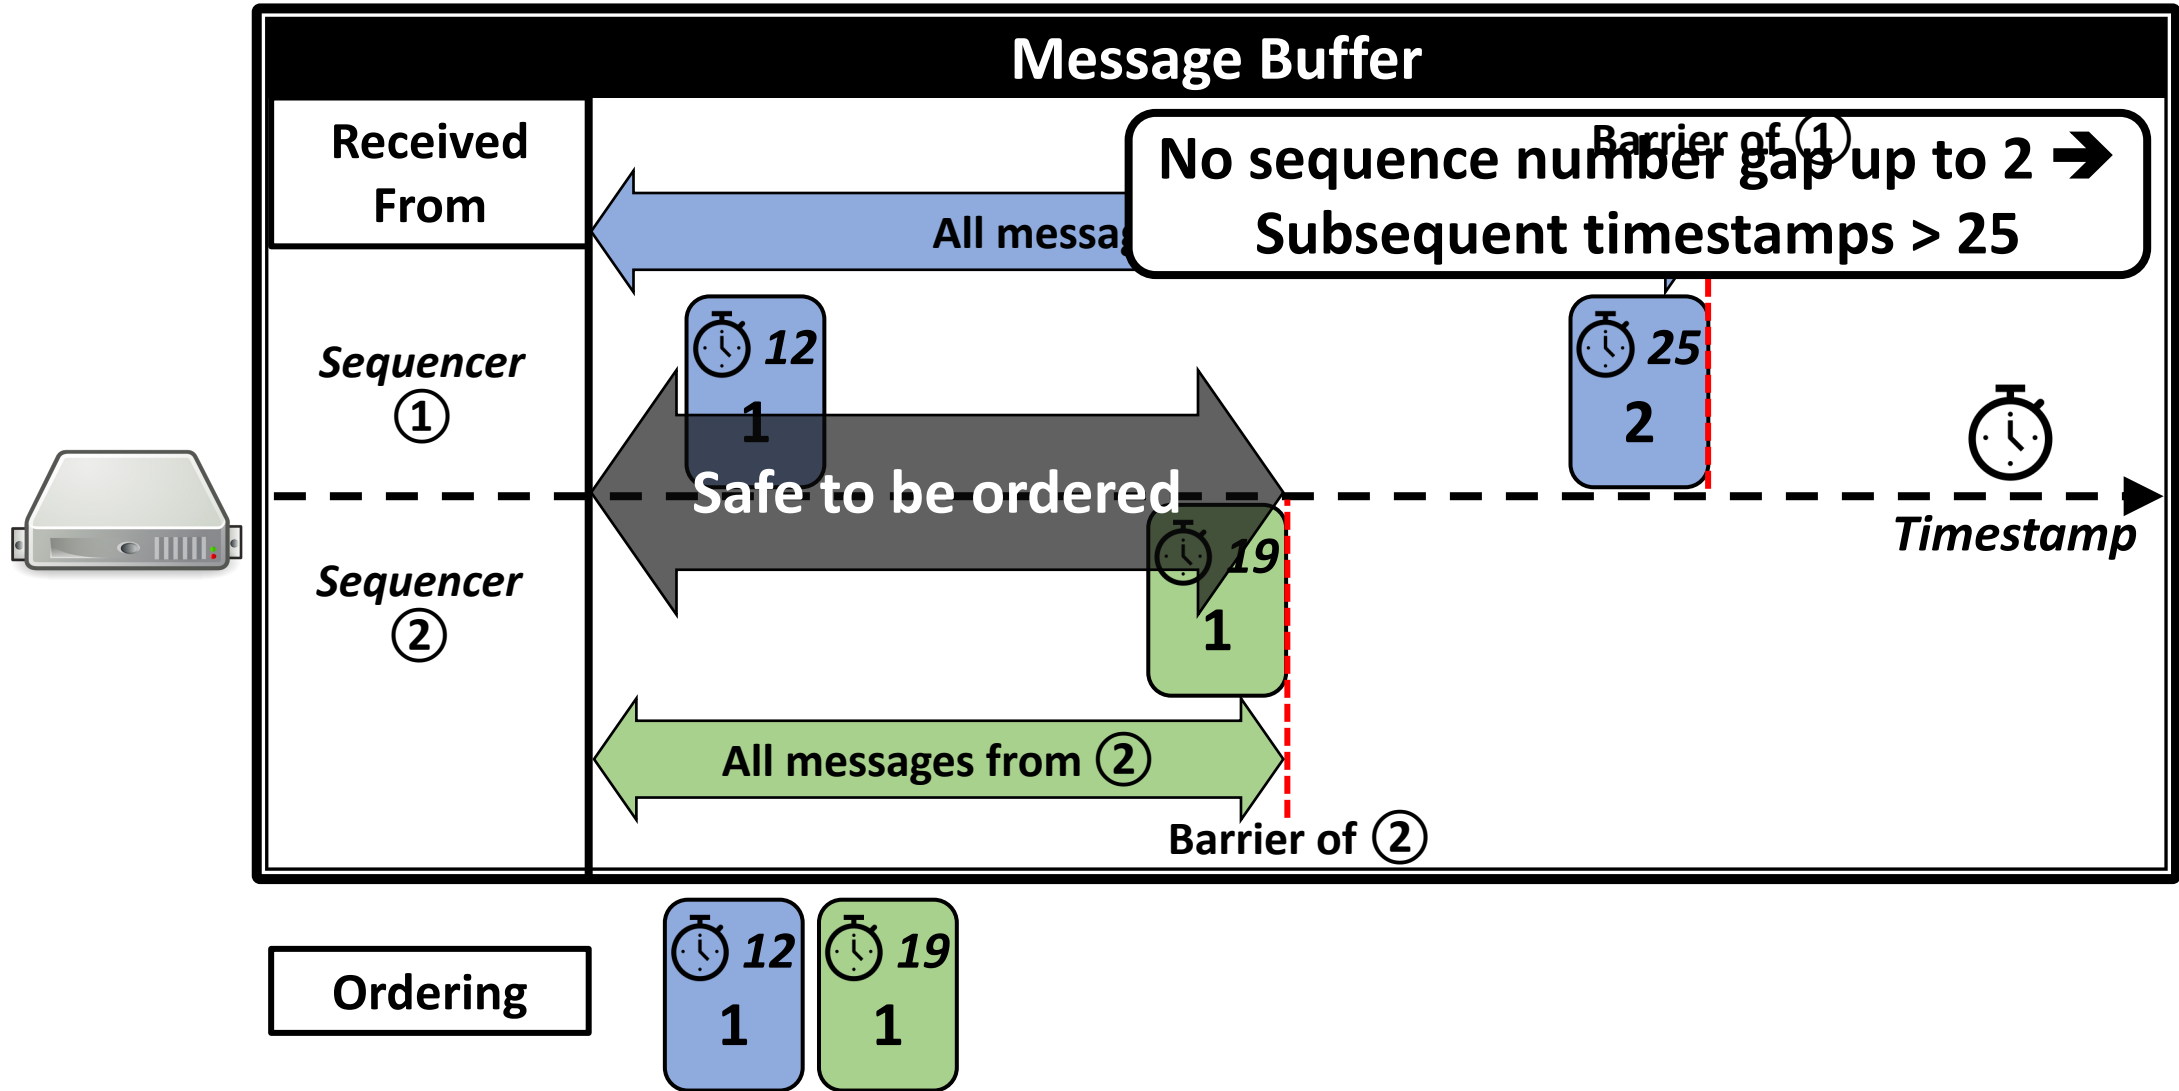 Message Buffer
Received
From
Barrier of ①
No sequence number gap up to 2 ➔
Subsequent timestamps > 25
All messag
Sequencer
①
12
1
25
2
Safe to be ordered
Timestamp
Sequencer
②
19
1
All messages from ②
Barrier of ②
Ordering
12
1
19
1